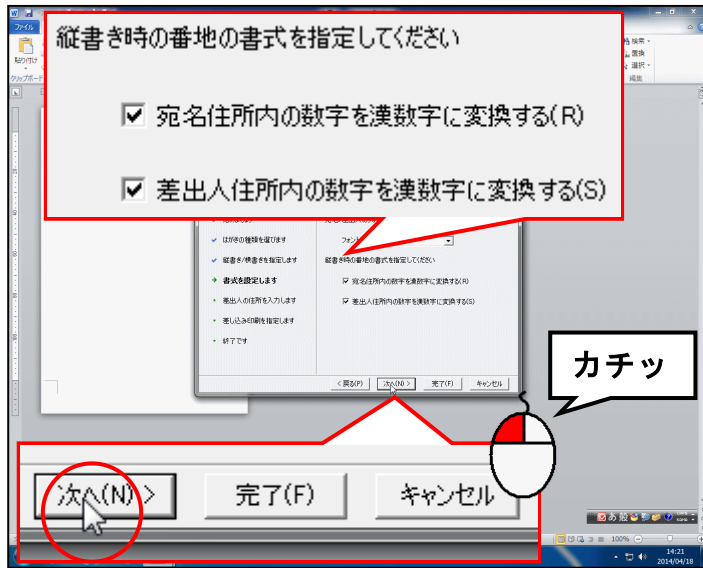 ファイル
貼り付け
クリップボード
検索
置換
選択
編集
縦書き時の番地の書式を指定してください
宛名住所内の数字を漢数字に変換する(R)
差出人住所内の数字を漢数字に変換する(S)
はがきの種類を選びます
縦書き/横書きを指定します
書式を設定します
差出人の住所を入力します
差し込み印刷を指定します
終了です
フォント
縦書き時の番地の書式を指定してください
宛名住所内の数字を漢数字に変換する(R)
差出人住所内の数字を漢数字に変換する(S)
< 戻る(P)
次へ(N) >
完了(F)
キャンセル
カチッ
次へ(N) >
完了(F)
キャンセル
あ 般
100%
14:21
2014/04/18